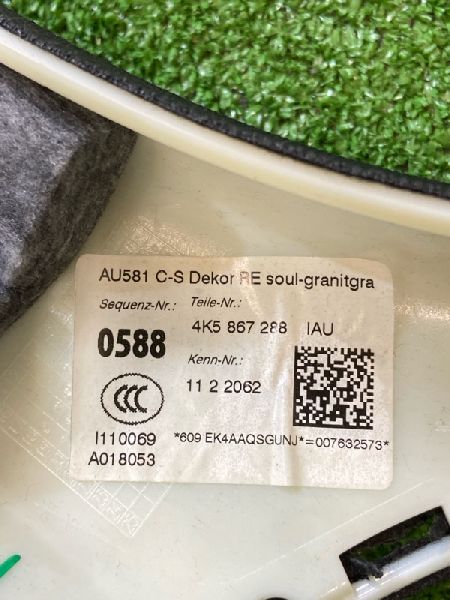 AU581 C-S Dekor RE soul-granitgra
Sequenz-Nr.: Teile-Nr.:
0588 4K5 867 288 IAU
Kenn-Nr.:
11 2 2062
CCC
I110069 *609 EK4AAQSGUNJ*=007632573*
A018053